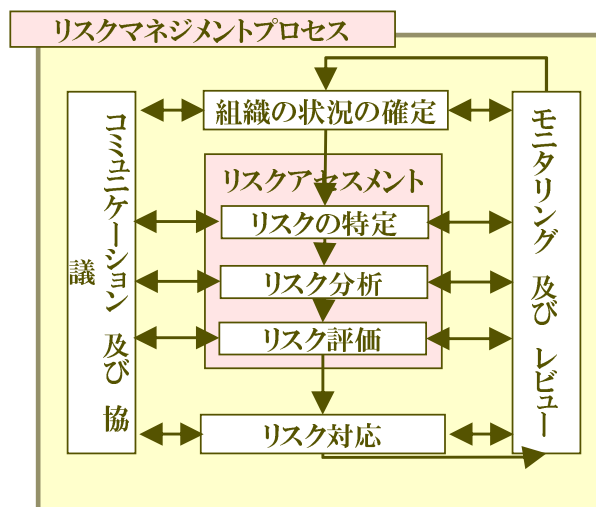 リスクマネジメントプロセス
組織の状況の確定
コミュニケーション 及び 協
議
リスクアセスメント
リスクの特定
リスク分析
リスク評価
リスク対応
モニタリング 及び レビュー